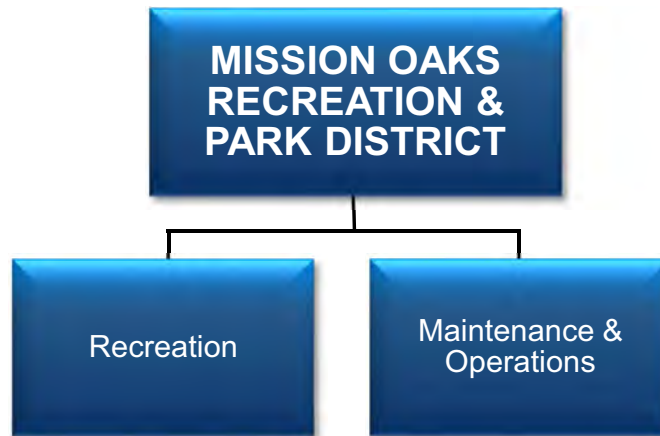 MISSION OAKS
RECREATION &
PARK DISTRICT
Recreation
Maintenance &
Operations